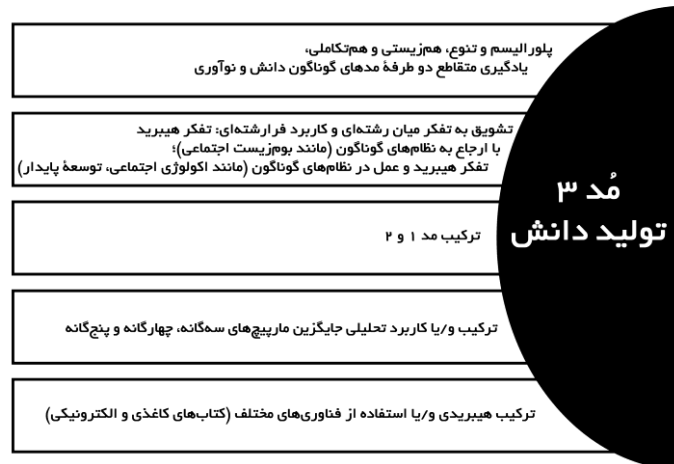 پلورالیسم و تنوع، هم‌زیستی و هم‌تکاملی،
یادگیری متقاطع دو طرفهٔ مدهای گوناگون دانش و نوآوری
تشویق به تفکر میان رشته‌ای و کاربرد فرارشته‌ای: تفکر هیبرید
با ارجاع به نظام‌های گوناگون (مانند بوم‌زیست اجتماعی)؛
تفکر هیبرید و عمل در نظام‌های گوناگون (مانند اکولوژی اجتماعی، توسعهٔ پایدار)
مُد ۳
تولید دانش
ترکیب مد ۱ و ۲
ترکیب و/یا کاربرد تحلیلی جایگزین مارپیچ‌های سه‌گانه، چهارگانه و پنج‌گانه
ترکیب هیبریدی و/یا استفاده از فناوری‌های مختلف (کتاب‌های کاغذی و الکترونیکی)